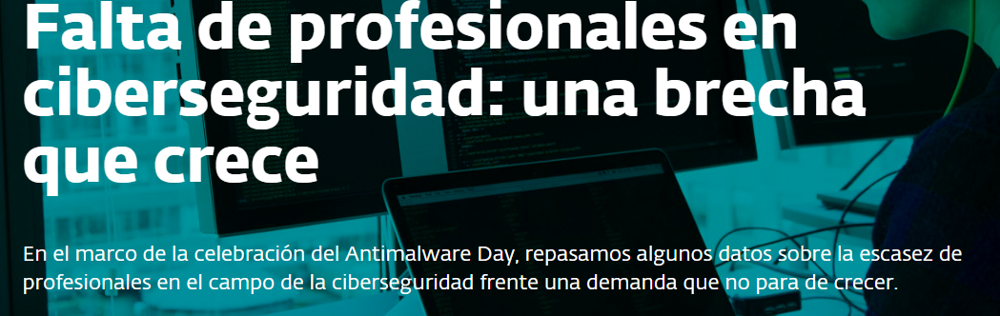 Falta de profesionales en
ciberseguridad: una brecha
que crece
En el marco de la celebración del Antimalware Day, repasamos algunos datos sobre la escasez de
profesionales en el campo de la ciberseguridad frente una demanda que no para de crecer.